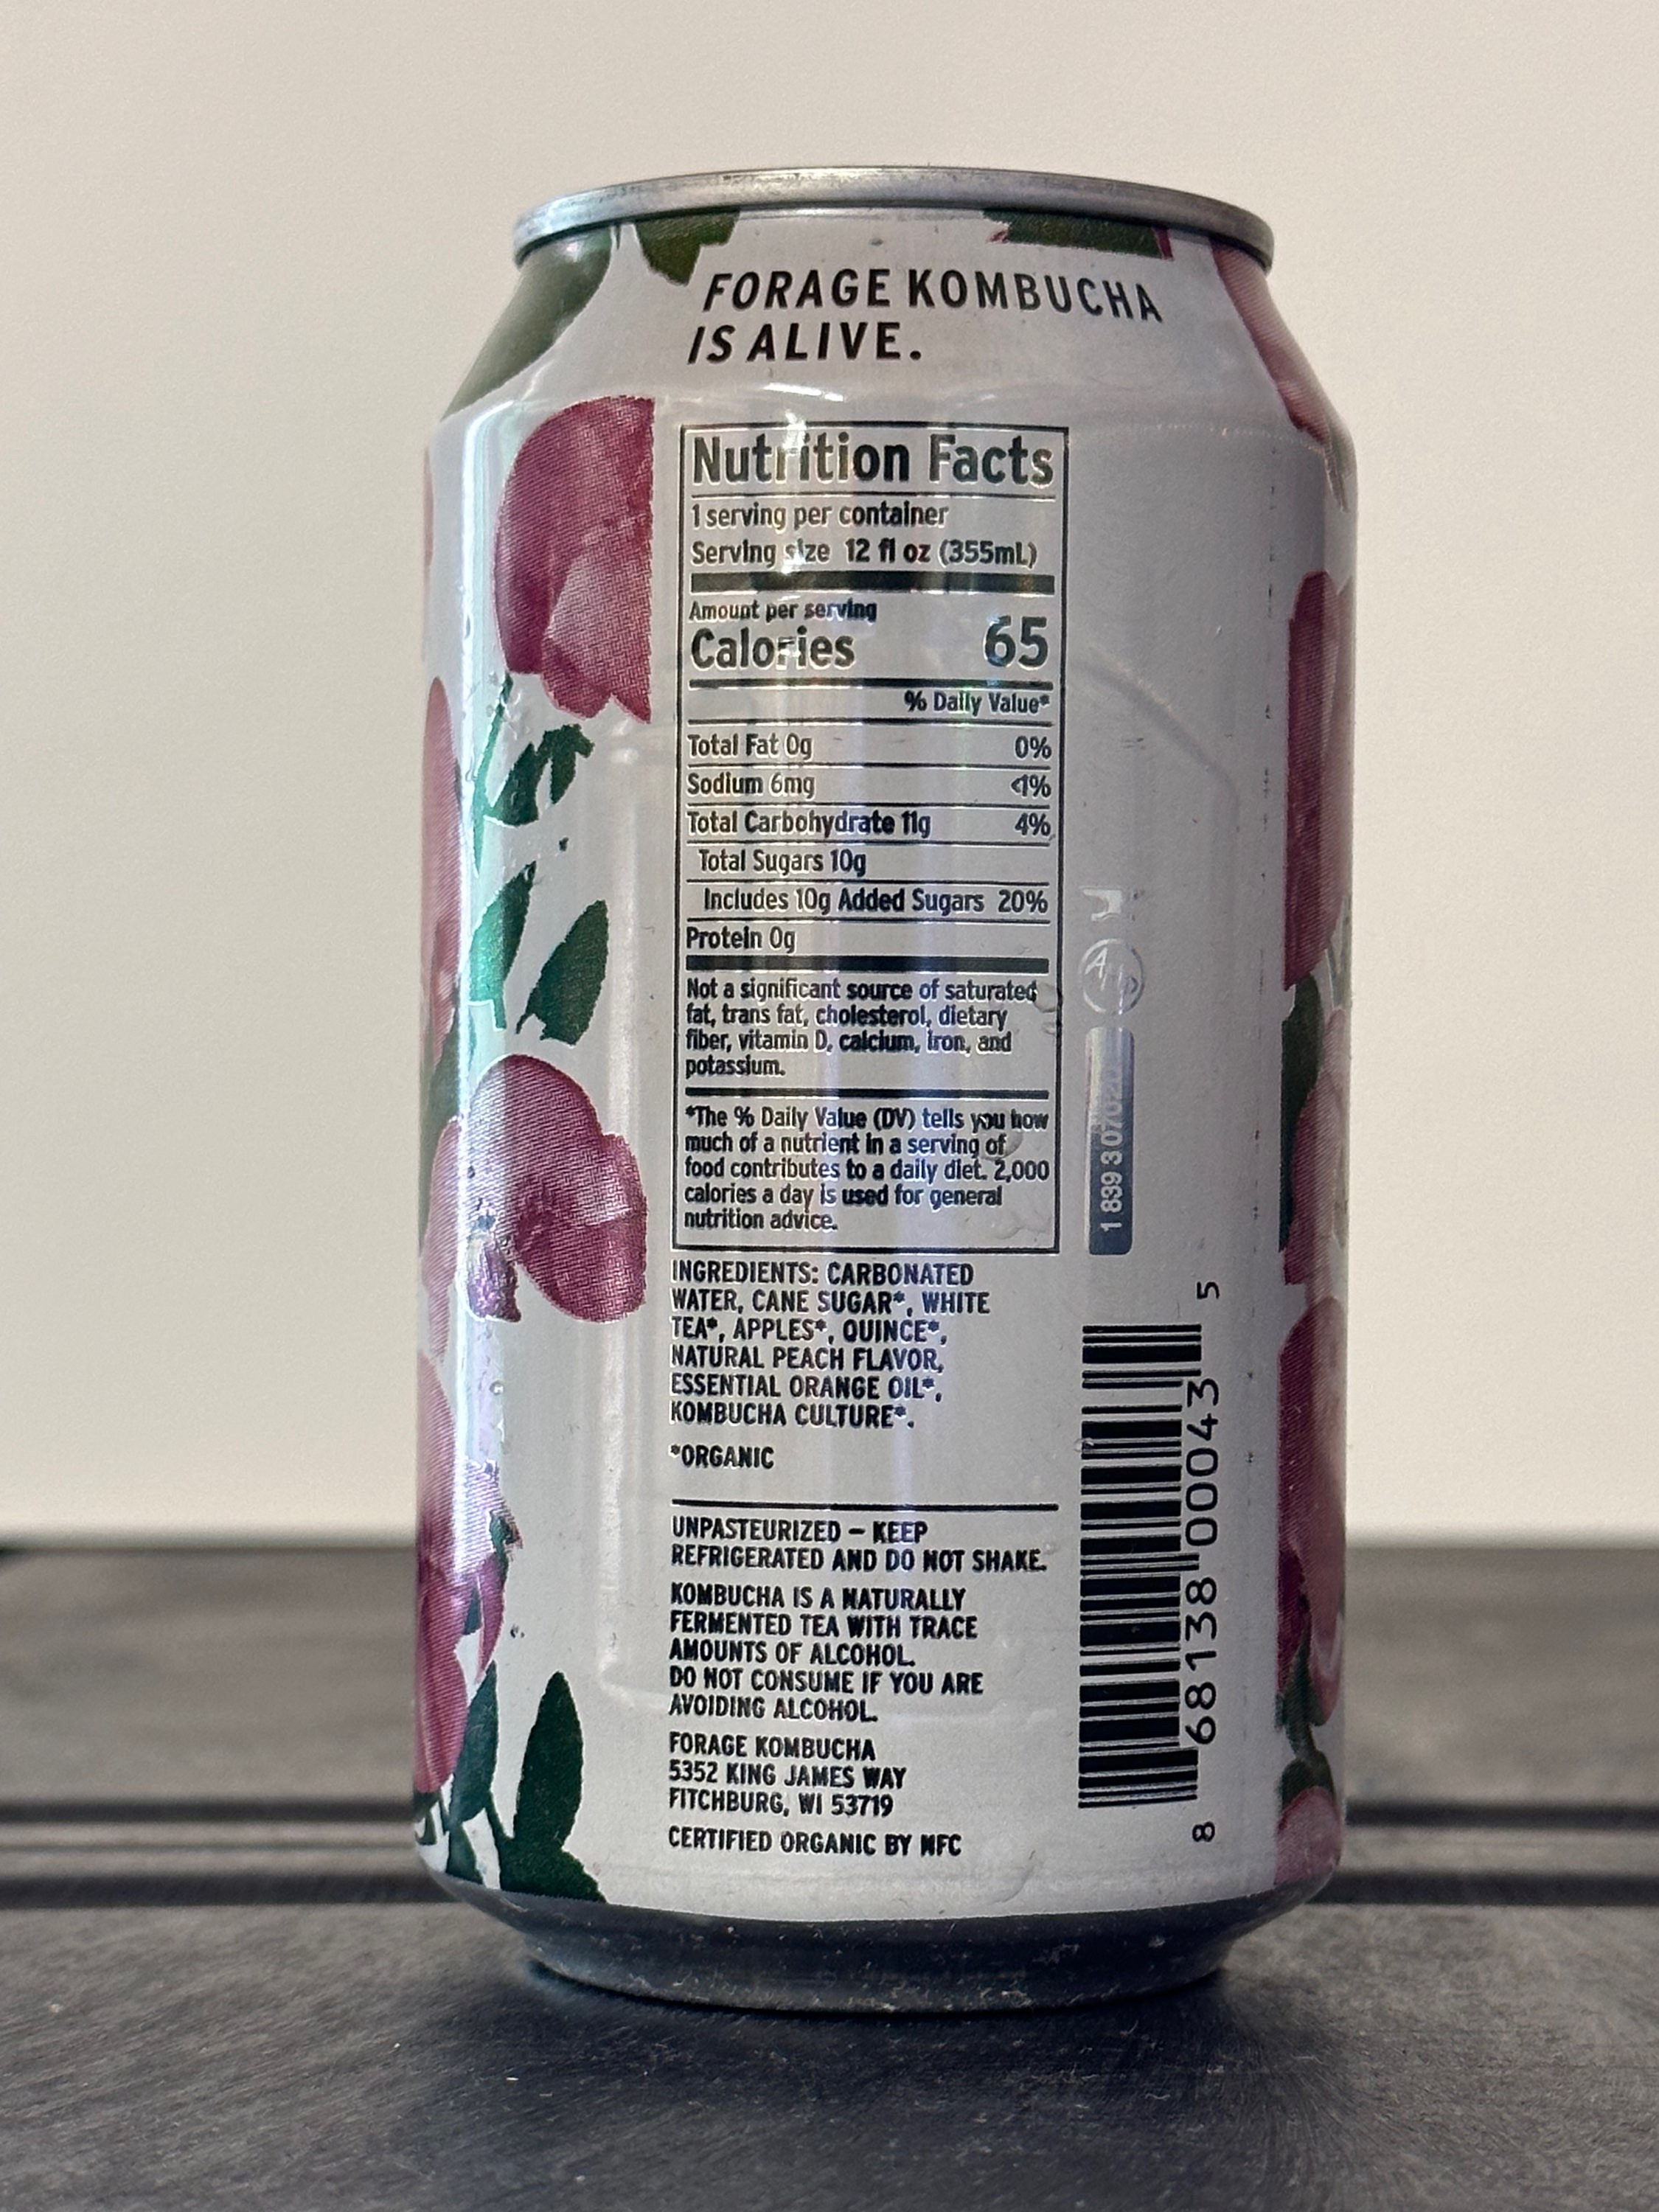 FORAGE KOMBUCHA
IS ALIVE.
Nutrition Facts
1 serving per container
Serving size 12 fl oz (355mL)
Amount per serving
Calories 65
% Daily Value*
Total Fat 0g 0%
Sodium 6mg <1%
Total Carbohydrate 11g 4%
Total Sugars 10g
Includes 10g Added Sugars 20%
Protein 0g
Not a significant source of saturated
fat, trans fat, cholesterol, dietary
fiber, vitamin D, calcium, iron, and
potassium.
*The % Daily Value (DV) tells you how
much of a nutrient in a serving of
food contributes to a daily diet. 2,000
calories a day is used for general
nutrition advice.
INGREDIENTS: CARBONATED
WATER, CANE SUGAR*, WHITE
TEA*, APPLES*, QUINCE*,
NATURAL PEACH FLAVOR,
ESSENTIAL ORANGE OIL*,
KOMBUCHA CULTURE*.
*ORGANIC
UNPASTEURIZED – KEEP
REFRIGERATED AND DO NOT SHAKE.
KOMBUCHA IS A NATURALLY
FERMENTED TEA WITH TRACE
AMOUNTS OF ALCOHOL.
DO NOT CONSUME IF YOU ARE
AVOIDING ALCOHOL.
FORAGE KOMBUCHA
5352 KING JAMES WAY
FITCHBURG, WI 53719
CERTIFIED ORGANIC BY NFC
1 839 3
8 68138 00043 5